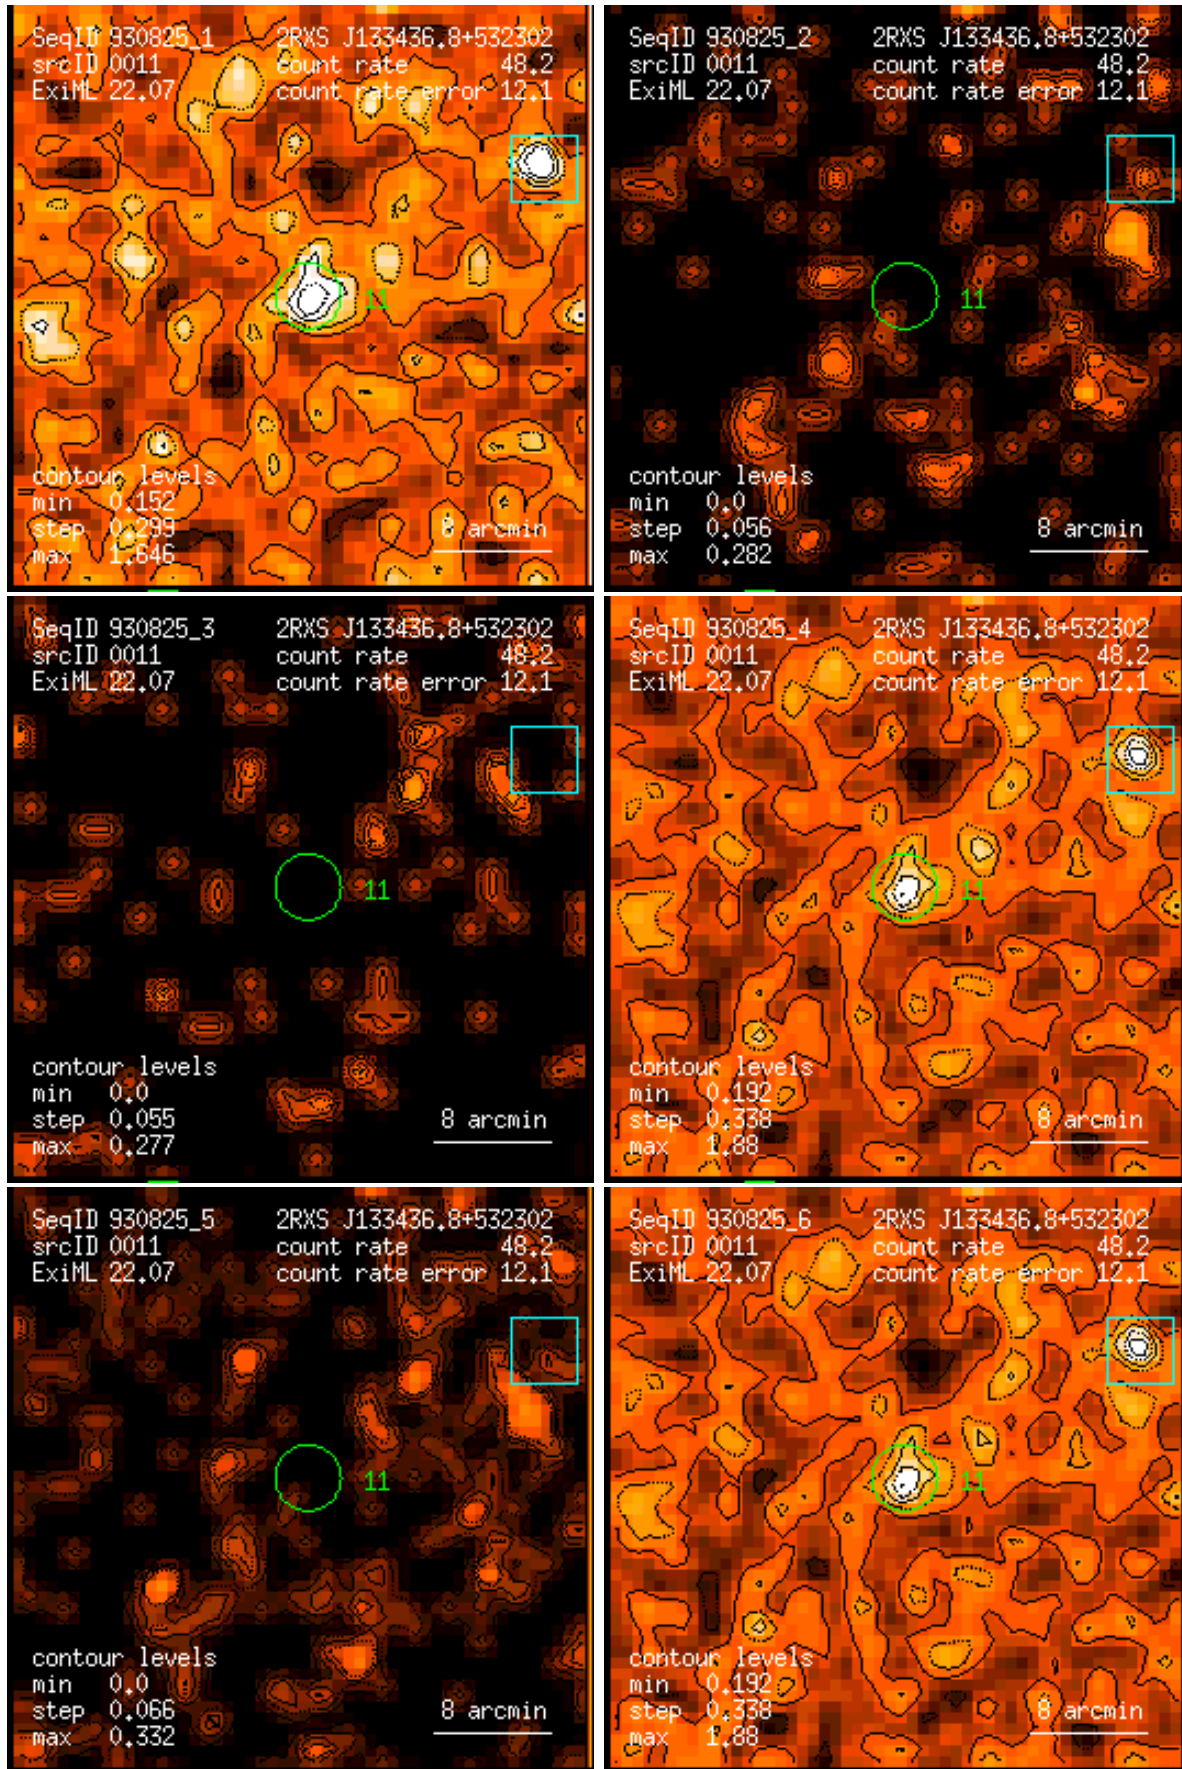 SeqID 930825_1 2RXS J133436.8+532302
srcID 0011 count rate 48.2
ExiML 22.07 count rate error 12.1
11
contour levels
min 0.152
step 0.299 8 arcmin
max 1.646
SeqID 930825_2 2RXS J133436.8+532302
srcID 0011 count rate 48.2
ExiML 22.07 count rate error 12.1
11
contour levels
min 0.0
step 0.056 8 arcmin
max 0.282
SeqID 930825_3 2RXS J133436.8+532302
srcID 0011 count rate 48.2
ExiML 22.07 count rate error 12.1
11
contour levels
min 0.0
step 0.055 8 arcmin
max 0.277
SeqID 930825_4 2RXS J133436.8+532302
srcID 0011 count rate 48.2
ExiML 22.07 count rate error 12.1
11
contour levels
min 0.192
step 0.338 8 arcmin
max 1.88
SeqID 930825_5 2RXS J133436.8+532302
srcID 0011 count rate 48.2
ExiML 22.07 count rate error 12.1
11
contour levels
min 0.0
step 0.066 8 arcmin
max 0.332
SeqID 930825_6 2RXS J133436.8+532302
srcID 0011 count rate 48.2
ExiML 22.07 count rate error 12.1
11
contour levels
min 0.192
step 0.338 8 arcmin
max 1.88